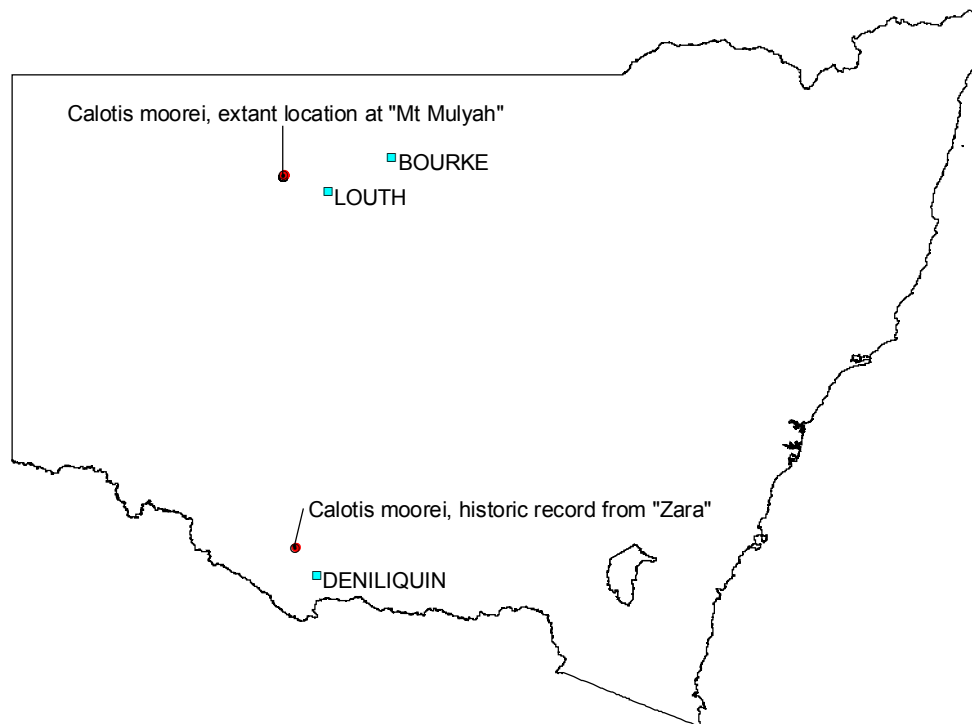 Calotis moorei, extant location at "Mt Mulyah"
BOURKE
LOUTH
Calotis moorei, historic record from "Zara"
DENILIQUIN